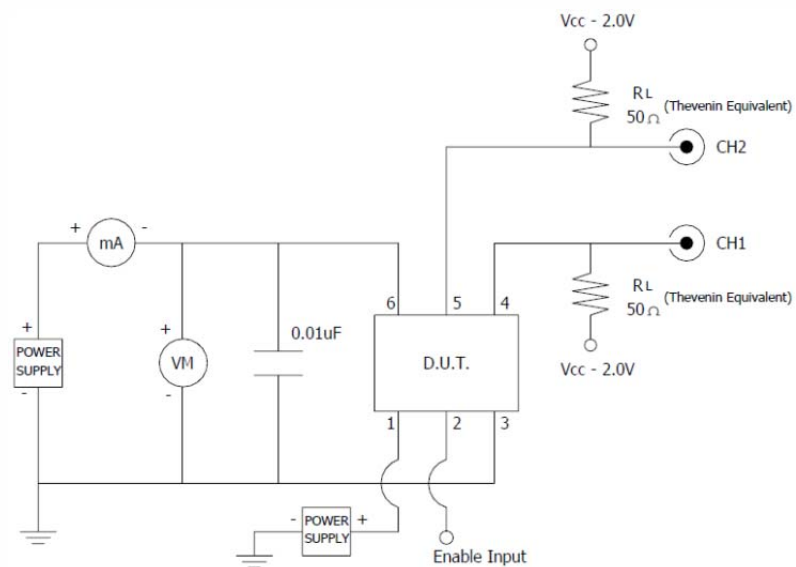 Vcc - 2.0V
RL (Thevenin Equivalent)
50Ω
CH2
+ mA -
CH1
6 5 4
RL (Thevenin Equivalent)
50Ω
+
POWER
SUPPLY
-
+
VM
-
0.01uF
D.U.T.
Vcc - 2.0V
1 2 3
- POWER +
SUPPLY
Enable Input